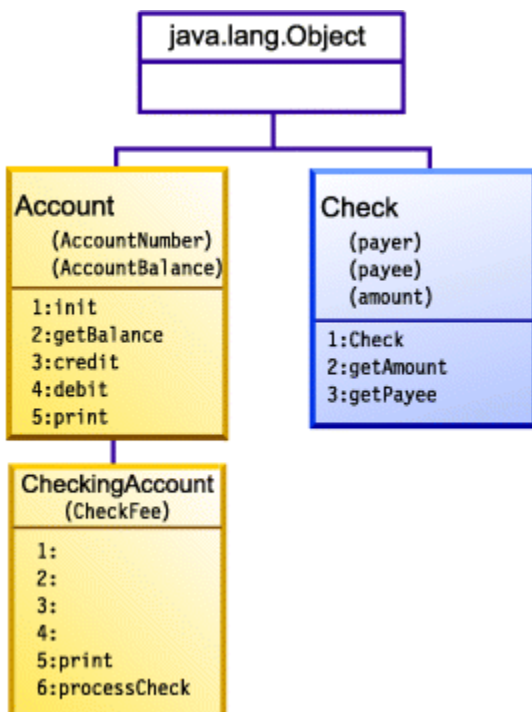 java.lang.Object
Account
(AccountNumber)
(AccountBalance)
1:init
2:getBalance
3:credit
4:debit
5:print
Check
(payer)
(payee)
(amount)
1:Check
2:getAmount
3:getPayee
CheckingAccount
(CheckFee)
1:
2:
3:
4:
5:print
6:processCheck